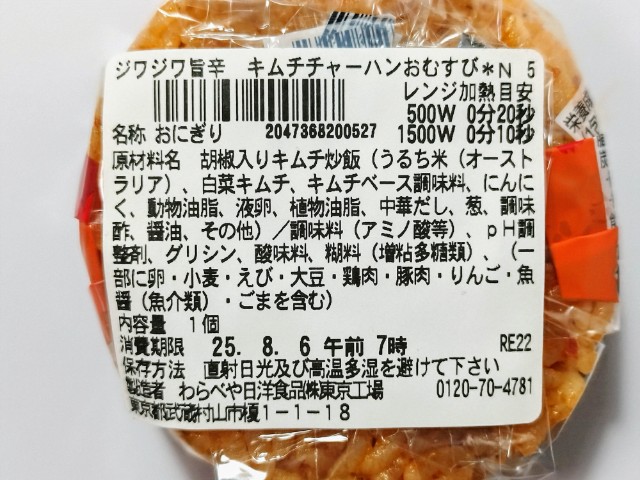 ジワジワ旨辛 キムチチャーハンおむすび*N 5
レンジ加熱目安
500W 0分20秒
名称 おにぎり 2047368200527 1500W 0分10秒
原材料名 胡椒入りキムチ炒飯（うるち米（オースト
ラリア）、白菜キムチ、キムチベース調味料、にんに
く、動物油脂、液卵、植物油脂、中華だし、葱、調味
酢、醤油、その他）／調味料（アミノ酸等）、pH調
整剤、グリシン、酸味料、糊料（増粘多糖類）、（一
部に卵・小麦・えび・大豆・鶏肉・豚肉・りんご・魚
醤（魚介類）・ごまを含む）
内容量 1個
消費期限 25. 8. 6 午前 7時 RE22
保存方法 直射日光及び高温多湿を避けて下さい
製造者 わらべや日洋食品㈱東京工場 0120-70-4781
東京都武蔵村山市榎1-1-18